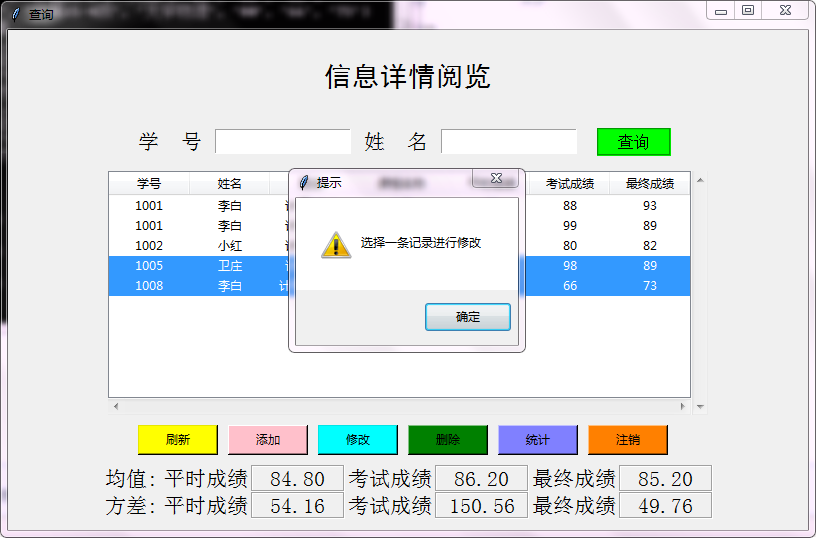 查询
信息详情阅览
学 号 姓 名 查询
学号 姓名 考试成绩 最终成绩
提示
选择一条记录进行修改
确定
1001 李白 88 93
1001 李白 99 89
1002 小红 80 82
1005 卫庄 98 89
1008 李白 66 73
刷新 添加 修改 删除 统计 注销
均值: 平时成绩 84.80 考试成绩 86.20 最终成绩 85.20
方差: 平时成绩 54.16 考试成绩 150.56 最终成绩 49.76